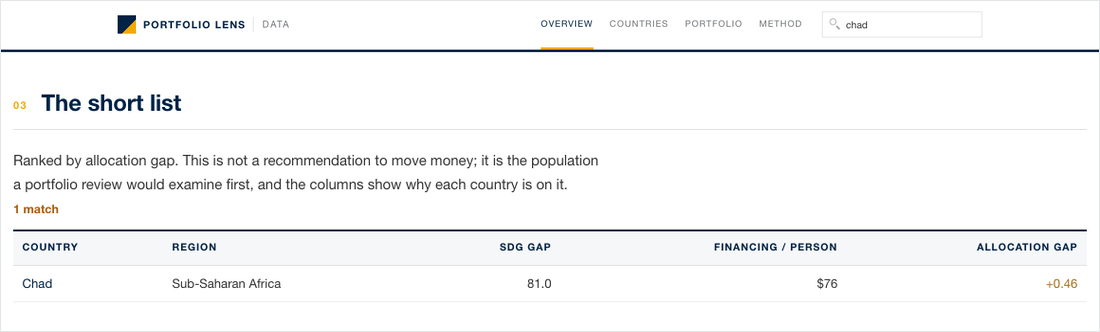 PORTFOLIO LENS DATA OVERVIEW COUNTRIES PORTFOLIO METHOD chad
03 The short list
Ranked by allocation gap. This is not a recommendation to move money; it is the population
a portfolio review would examine first, and the columns show why each country is on it.
1 match
COUNTRY REGION SDG GAP FINANCING / PERSON ALLOCATION GAP
Chad Sub-Saharan Africa 81.0 $76 +0.46